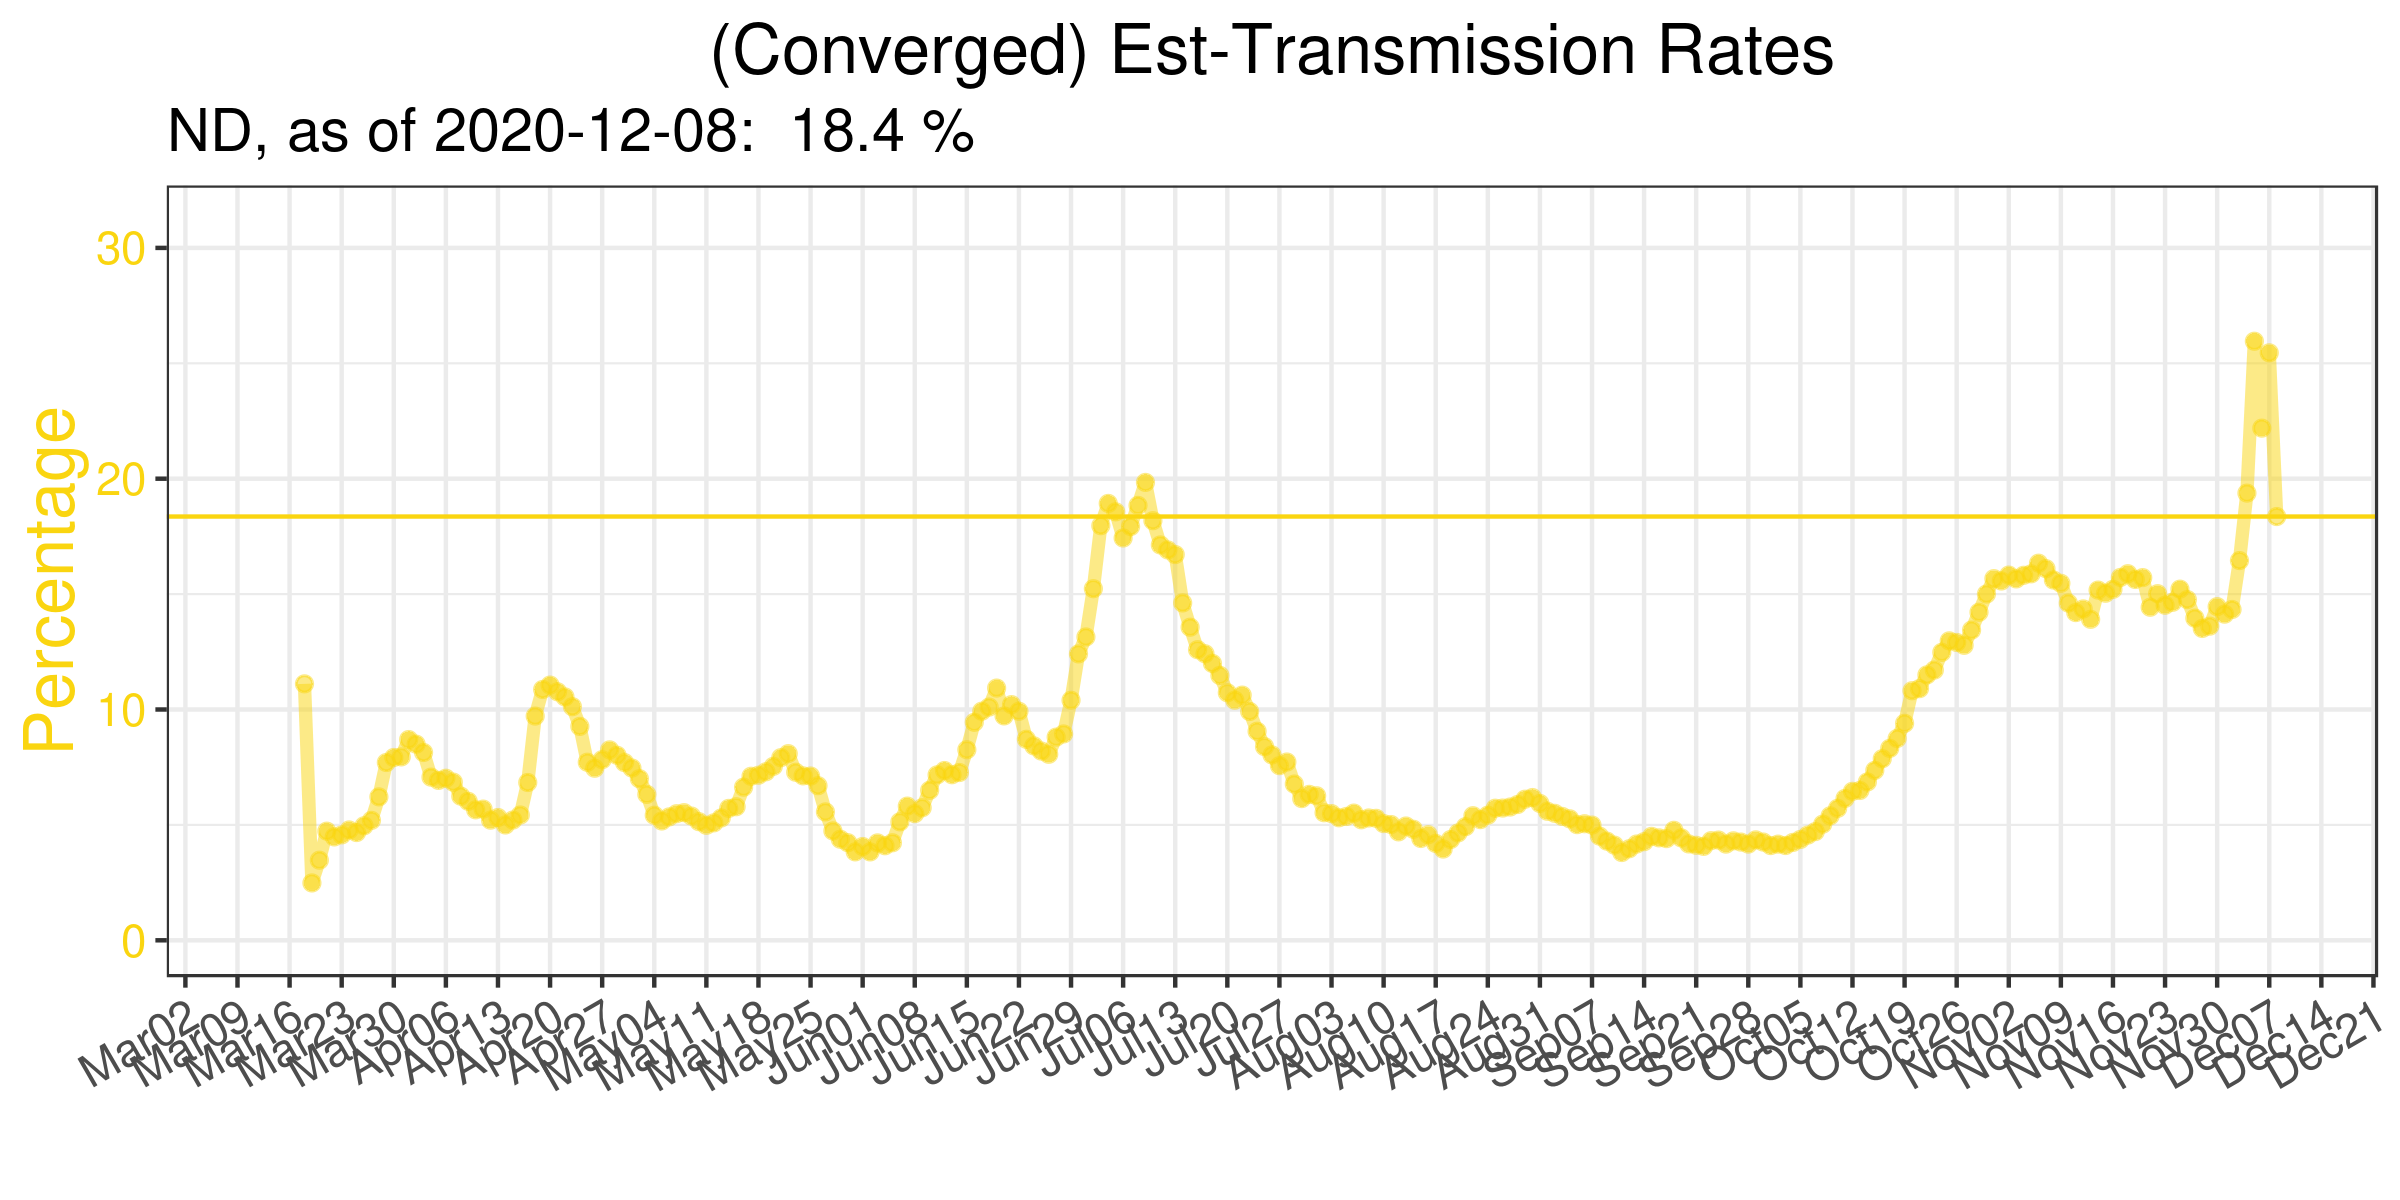 (Converged) Est-Transmission Rates
ND, as of 2020-12-08:  18.4 %
Percentage
30
20
10
0
Mar02
Mar09
Mar16
Mar23
Mar30
Apr06
Apr13
Apr20
Apr27
May04
May11
May18
May25
Jun01
Jun08
Jun15
Jun22
Jun29
Jul06
Jul13
Jul20
Jul27
Aug03
Aug10
Aug17
Aug24
Aug31
Sep07
Sep14
Sep21
Sep28
Oct05
Oct12
Oct19
Oct26
Nov02
Nov09
Nov16
Nov23
Nov30
Dec07
Dec14
Dec21